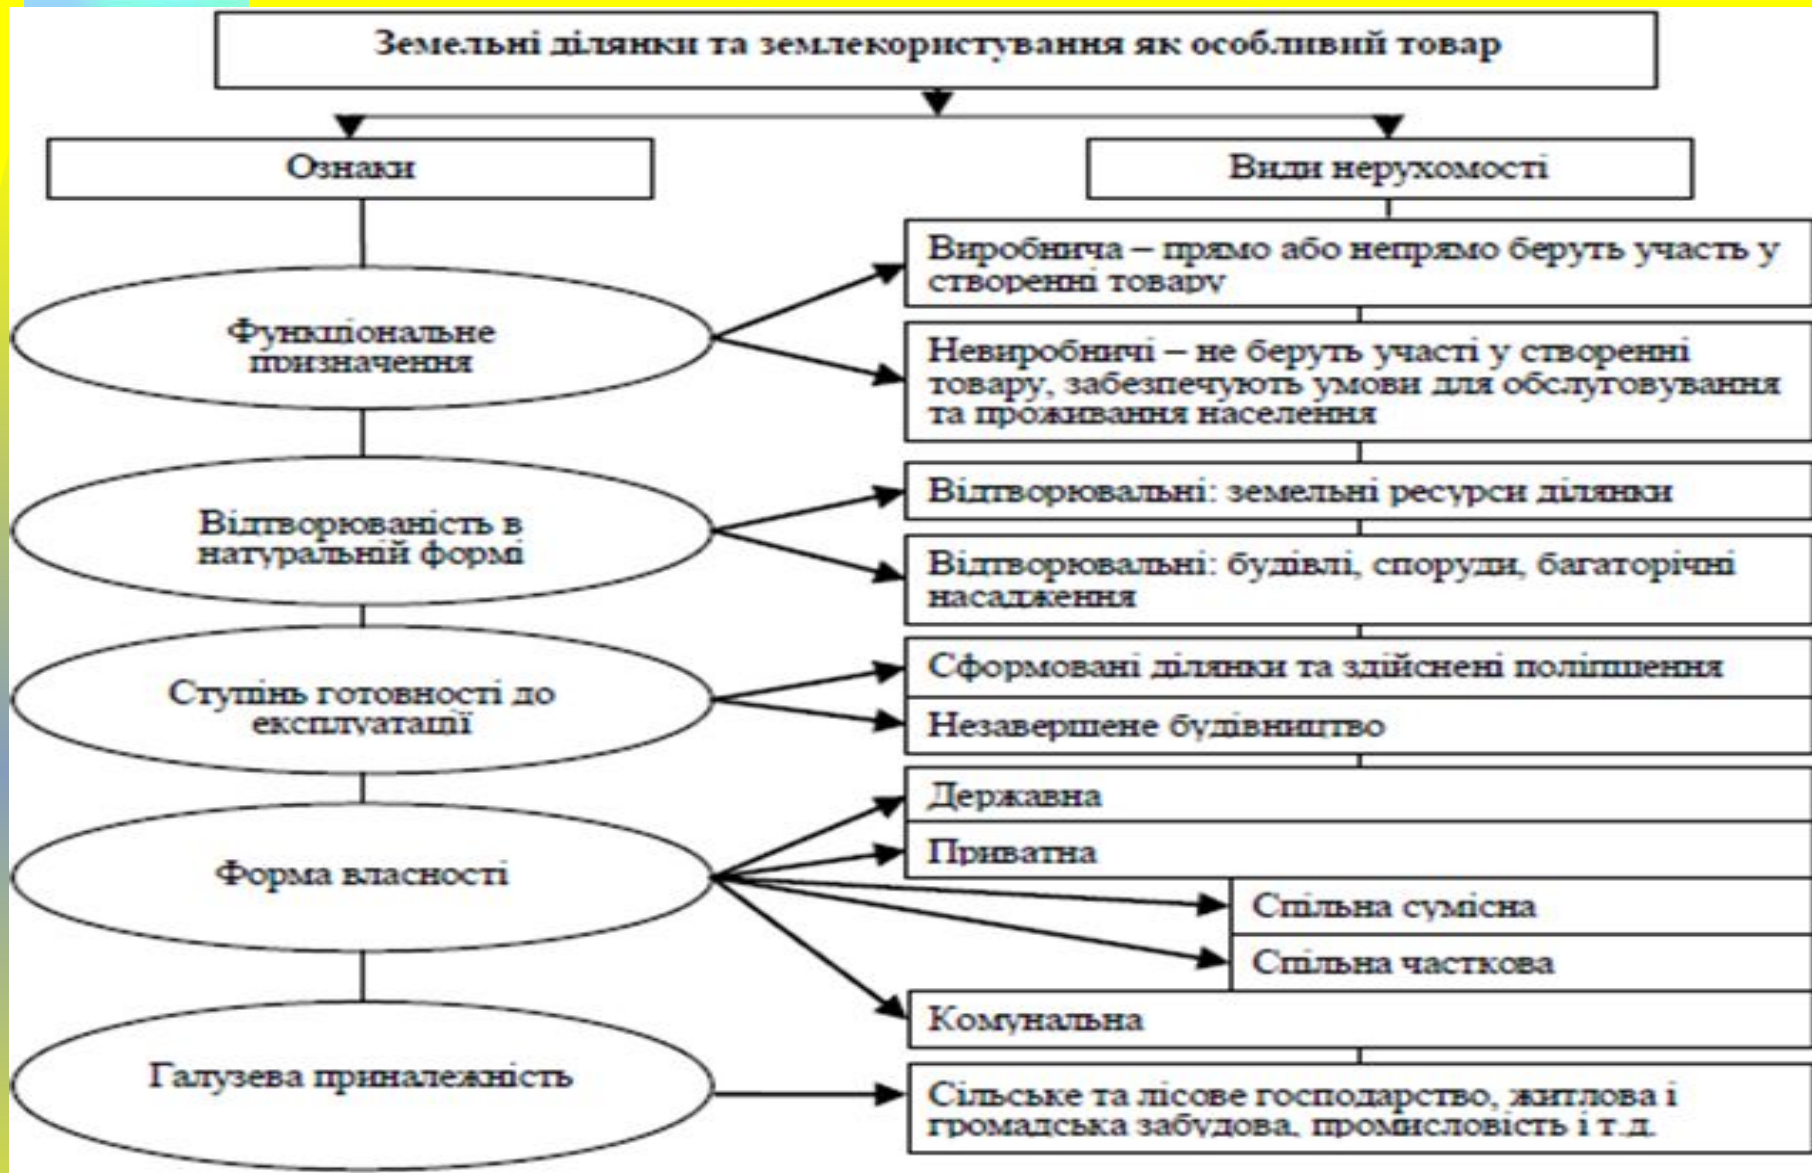 Земельні ділянки та землекористування як особливий товар
Ознаки
Види нерухомості
Функціональне
призначення
Виробнича – прямо або непрямо беруть участь у
створенні товару
Невиробничі – не беруть участі у створенні
товару, забезпечують умови для обслуговування
та проживання населення
Відтворюваність в
натуральній формі
Відтворювальні: земельні ресурси ділянки
Відтворювальні: будівлі, споруди, багаторічні
насадження
Ступінь готовності до
експлуатації
Сформовані ділянки та здійснені поліпшення
Незавершене будівництво
Форма власності
Державна
Приватна
Спільна сумісна
Спільна часткова
Комунальна
Галузева приналежність
Сільське та лісове господарство, житлова і
громадська забудова, промисловість і т.д.